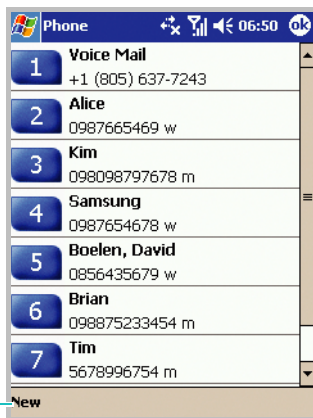 Phone 06:50 ok
1 Voice Mail
+1 (805) 637-7243
2 Alice
0987665469 w
3 Kim
098098797678 m
4 Samsung
0987654678 w
5 Boelen, David
0856435679 w
6 Brian
098875233454 m
7 Tim
5678996754 m
New